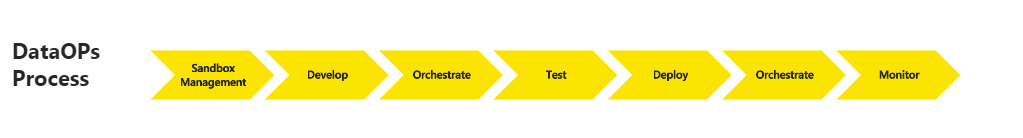 DataOPs
Process
Sandbox
Management
Develop
Orchestrate
Test
Deploy
Orchestrate
Monitor